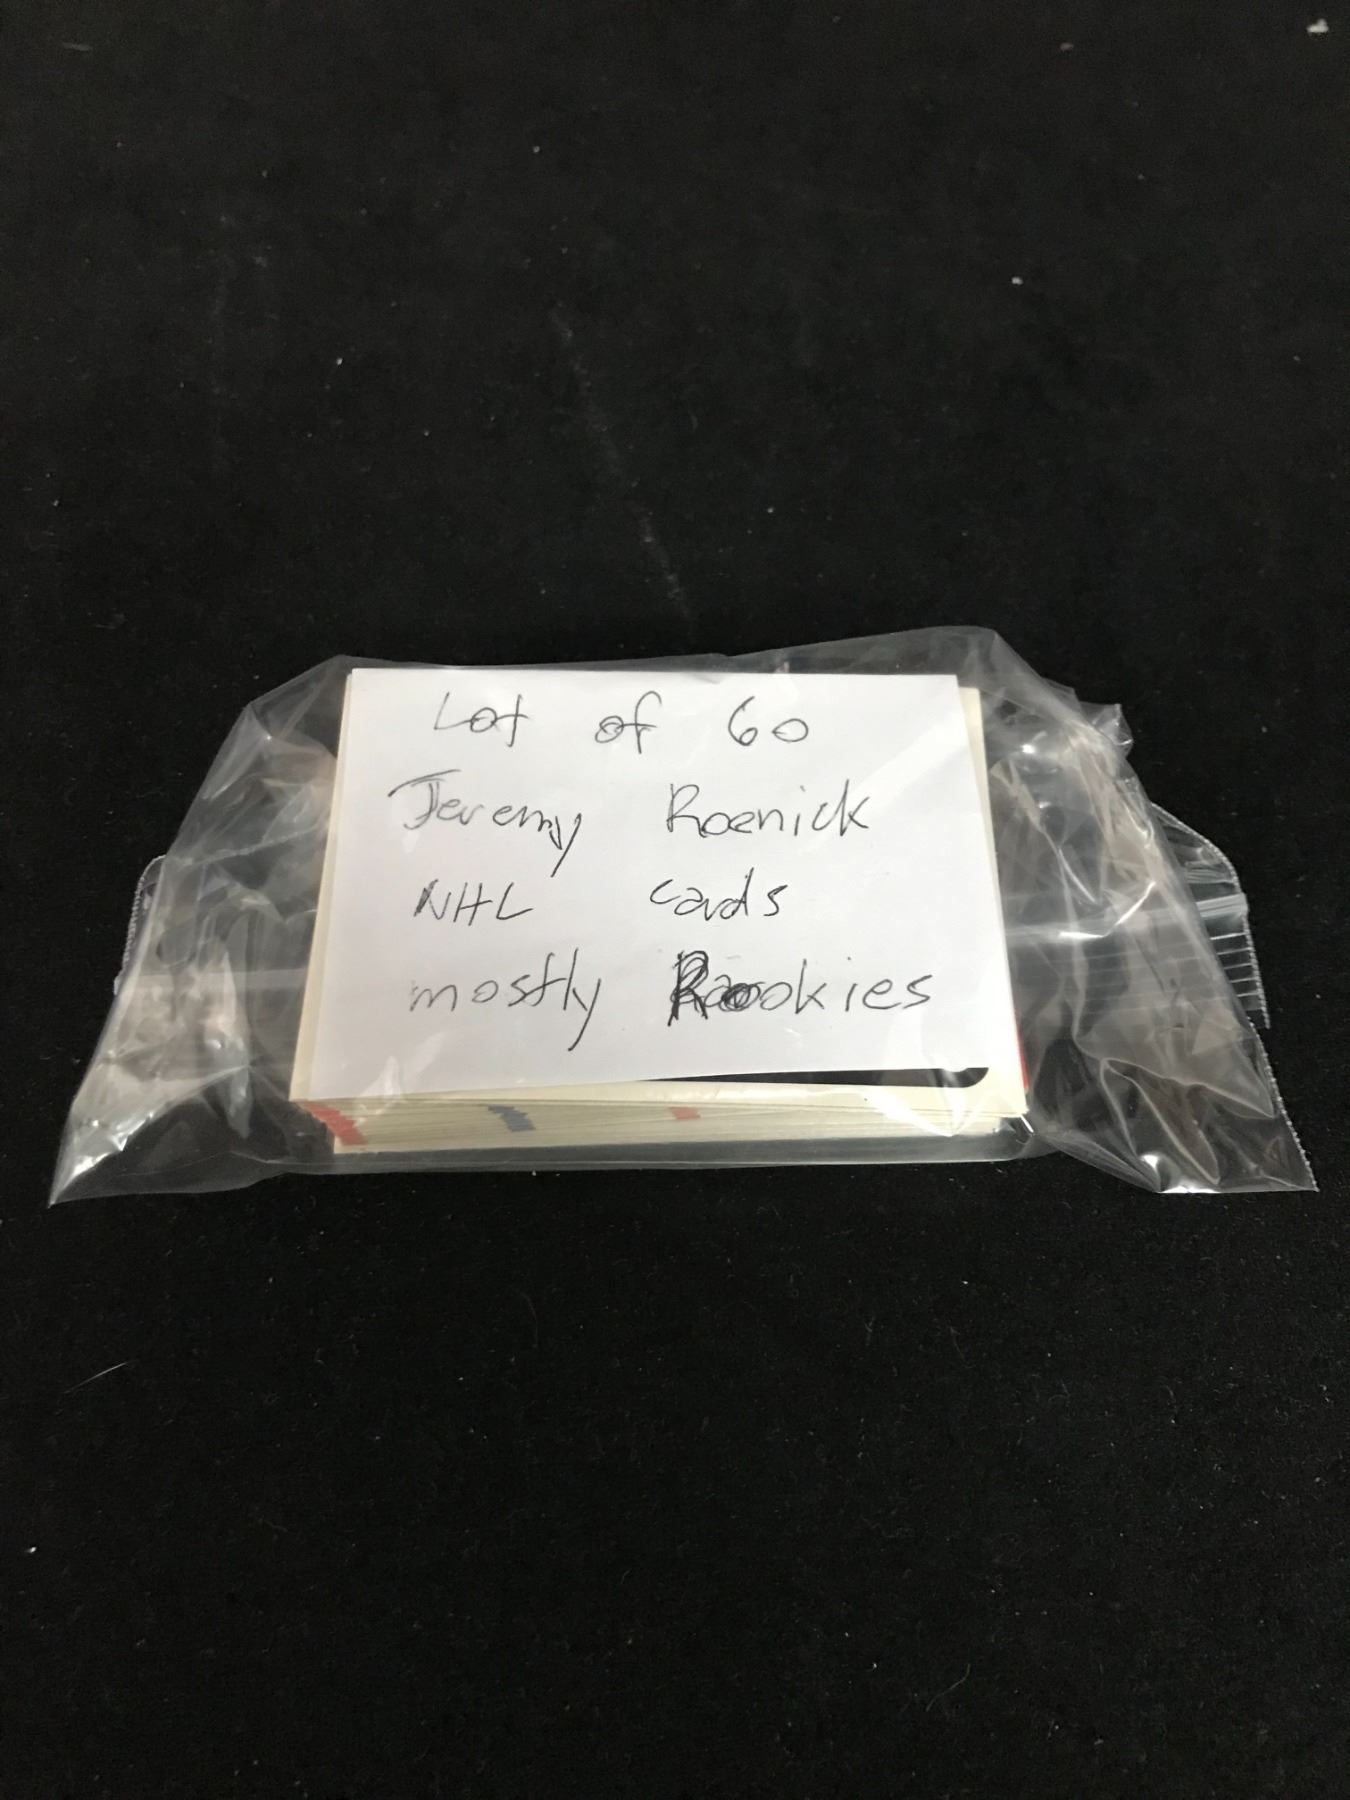 Lot of 60
Jeremy Roenick
NHL cards
mostly Rookies